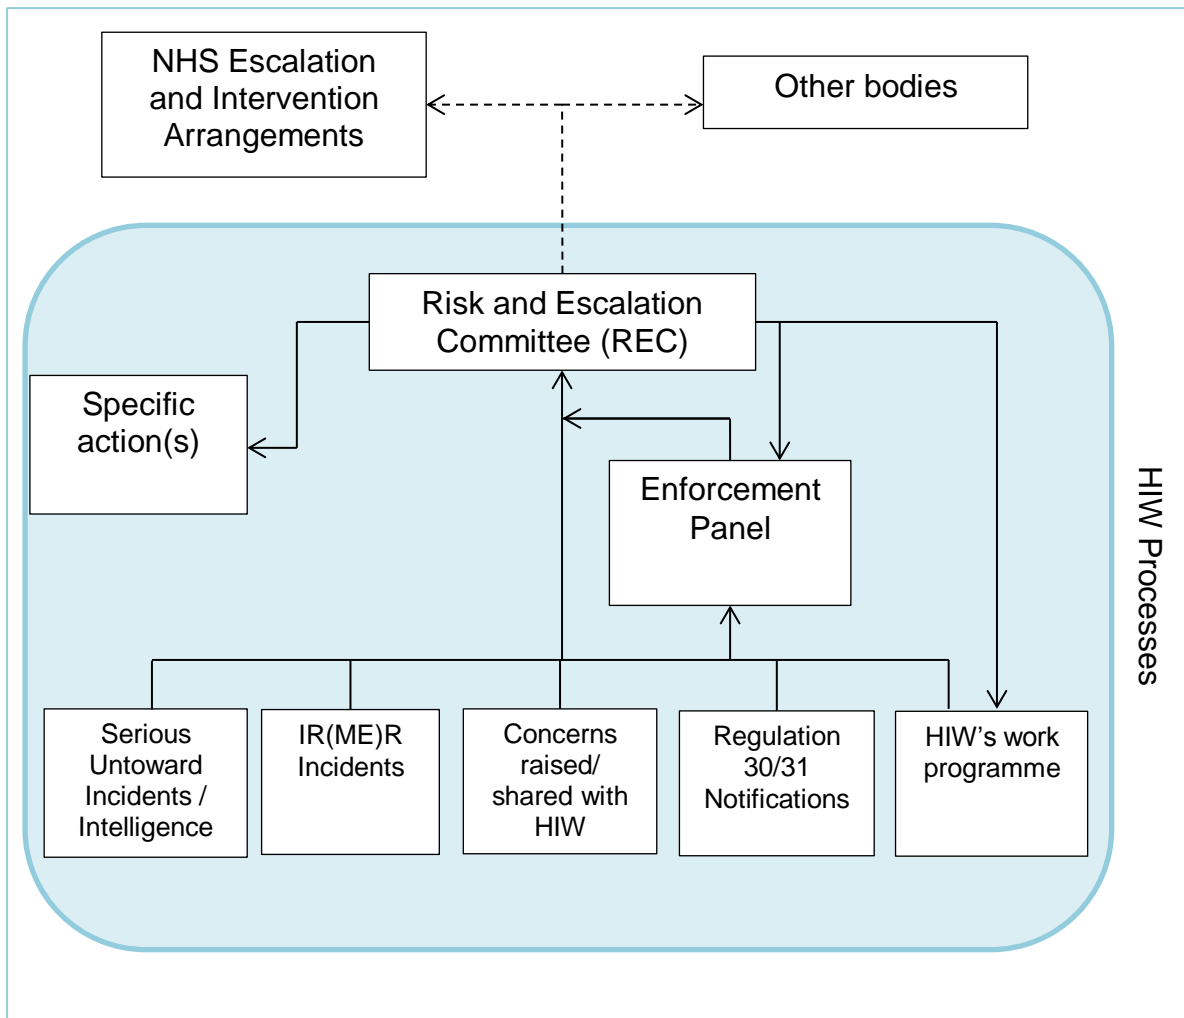 NHS Escalation
and Intervention
Arrangements
Other bodies
Risk and Escalation
Committee (REC)
Specific
action(s)
Enforcement
Panel
HIW Processes
Serious
Untoward
Incidents /
Intelligence
IR(ME)R
Incidents
Concerns
raised/
shared with
HIW
Regulation
30/31
Notifications
HIW’s work
programme